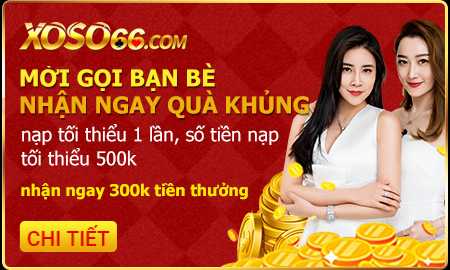 XOSO66.COM
MỜI GỌI BẠN BÈ
NHẬN NGAY QUÀ KHỦNG
nạp tối thiểu 1 lần, số tiền nạp
tối thiểu 500k
nhận ngay 300k tiền thưởng
CHI TIẾT